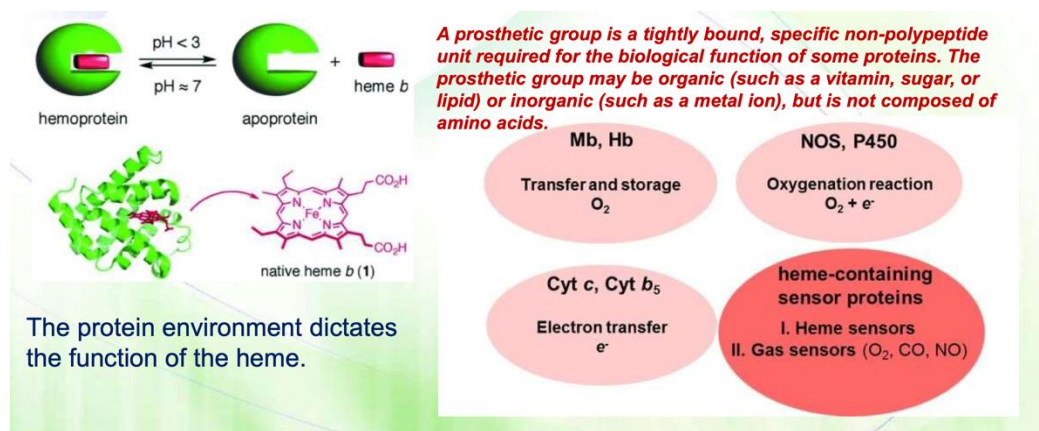 pH < 3
pH ≈ 7
+
heme b
hemoprotein
apoprotein
CO₂H
N
N
Fe
N
N
CO₂H
native heme b (1)
The protein environment dictates
the function of the heme.
A prosthetic group is a tightly bound, specific non-polypeptide
unit required for the biological function of some proteins. The
prosthetic group may be organic (such as a vitamin, sugar, or
lipid) or inorganic (such as a metal ion), but is not composed of
amino acids.
Mb, Hb
Transfer and storage
O₂
NOS, P450
Oxygenation reaction
O₂ + e⁻
Cyt c, Cyt b₅
Electron transfer
e⁻
heme-containing
sensor proteins
I. Heme sensors
II. Gas sensors (O₂, CO, NO)